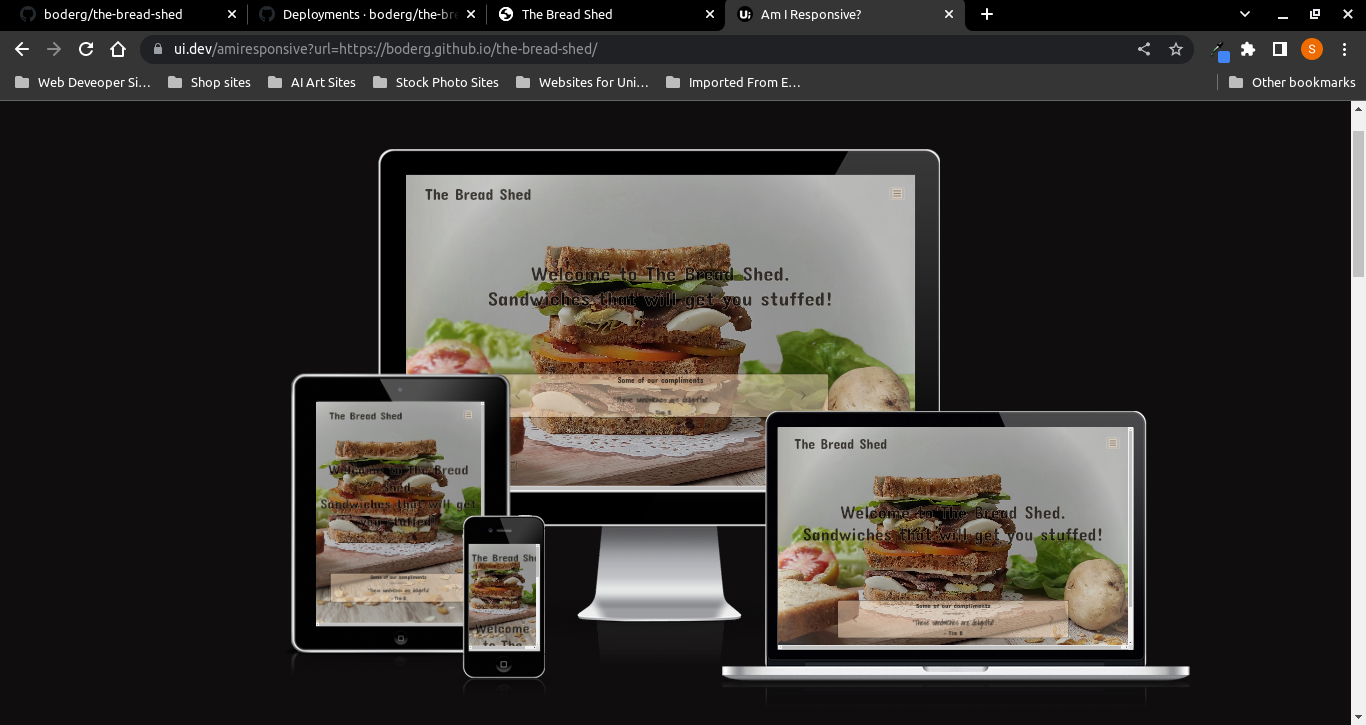 boderg/the-bread-shed
Deployments · boderg/the-bre
The Bread Shed
Am I Responsive?
ui.dev/amiresponsive?url=https://boderg.github.io/the-bread-shed/
S
Web Deveoper Si…
Shop sites
AI Art Sites
Stock Photo Sites
Websites for Uni…
Imported From E…
Other bookmarks
The Bread Shed
Welcome to The Bread Shed.
Sandwiches that will get you stuffed!
Some of our compliments
"These sandwiches are delightful"
- Tim B
The Bread Shed
Welcome to The Bread
Shed.
Sandwiches that will get
you stuffed!
Some of our compliments
"These sandwiches are delightful"
- Tim B
The Bread Sh
Welcome
to The
The Bread Shed
Welcome to The Bread Shed.
Sandwiches that will get you stuffed!
Some of our compliments
"These sandwiches are delightful"
- Tim B